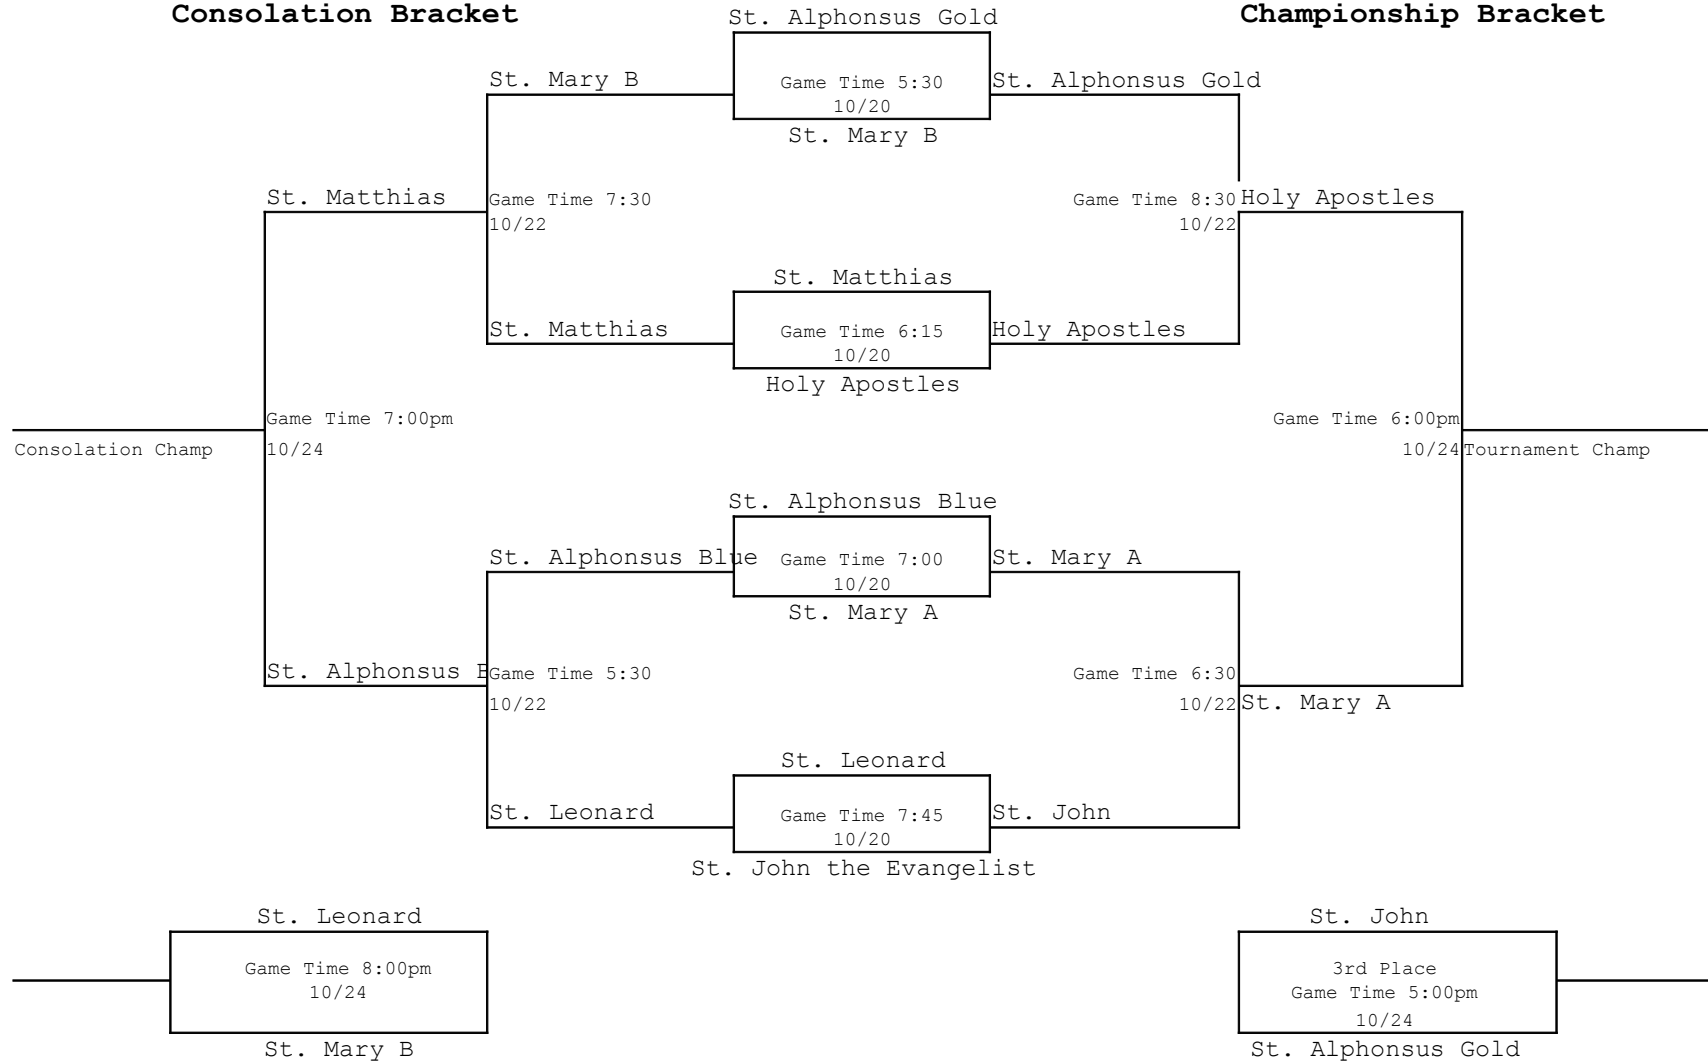 Consolation Bracket
St. Alphonsus Gold
Championship Bracket
St. Mary B
Game Time 5:30
10/20
St. Alphonsus Gold
St. Mary B
St. Matthias
Game Time 7:30
10/22
Game Time 8:30
10/22
Holy Apostles
St. Matthias
St. Matthias
Game Time 6:15
10/20
Holy Apostles
Holy Apostles
Game Time 7:00pm
10/24
Consolation Champ
Game Time 6:00pm
10/24
Tournament Champ
St. Alphonsus Blue
St. Alphonsus Blue
Game Time 7:00
10/20
St. Mary A
St. Mary A
St. Alphonsus
Game Time 5:30
10/22
Game Time 6:30
10/22
St. Mary A
St. Leonard
St. Leonard
Game Time 7:45
10/20
St. John
St. John the Evangelist
St. Leonard
Game Time 8:00pm
10/24
St. Mary B
St. John
3rd Place
Game Time 5:00pm
10/24
St. Alphonsus Gold